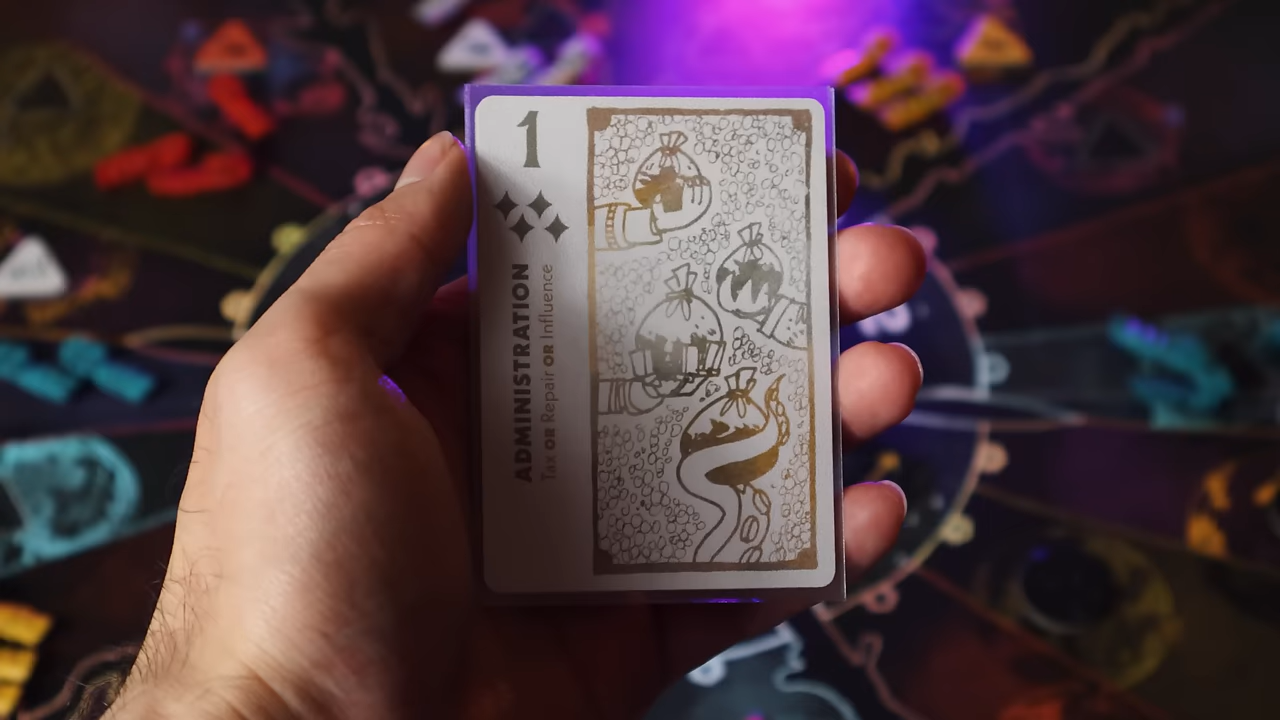 1
ADMINISTRATION
Tax OR Repair OR Influence